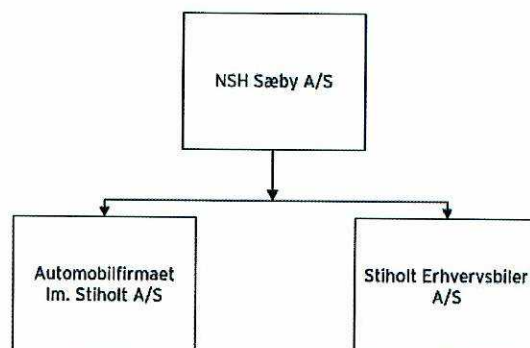 NSH Sæby A/S
Automobilfirmaet
Im. Stiholt A/S
Stiholt Erhvervsbiler
A/S